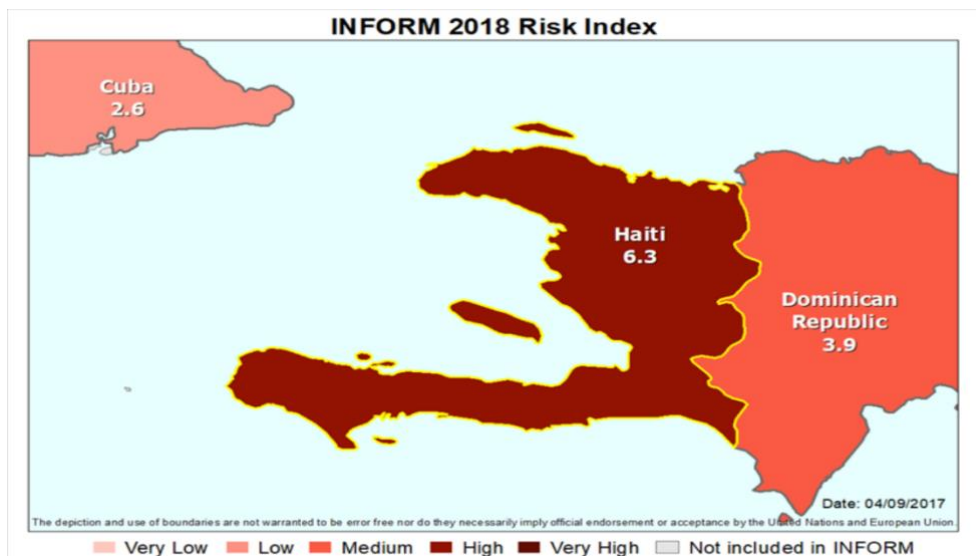 INFORM 2018 Risk Index
Cuba
2.6
Haiti
6.3
Dominican
Republic
3.9
Date: 04/09/2017
The depiction and use of boundaries are not warranted to be error free nor do they necessarily imply official endorsement or acceptance by the United Nations and European Union.
Very Low Low Medium High Very High Not included in INFORM